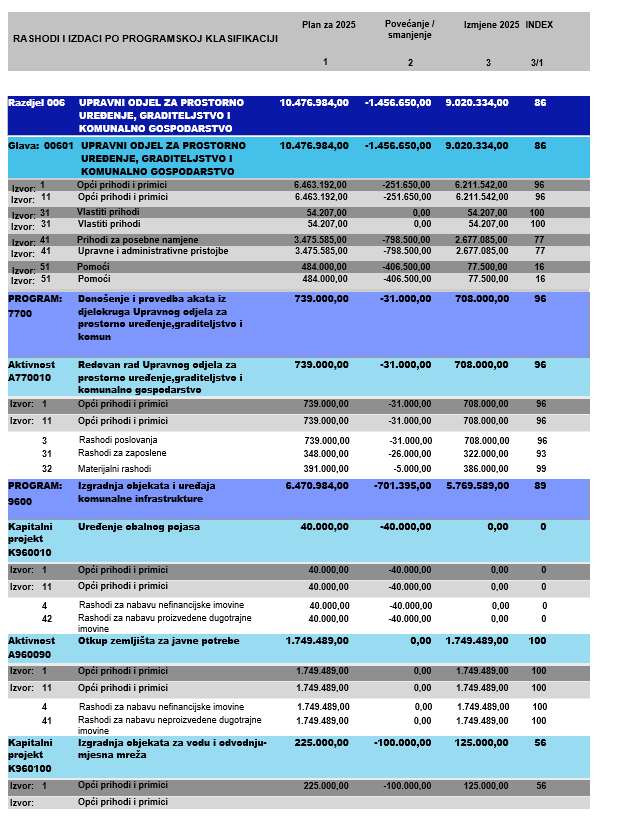 RASHODI I IZDACI PO PROGRAMSKOJ KLASIFIKACIJI Plan za 2025 Povećanje / smanjenje Izmjene 2025 INDEX
1 2 3 3/1
Razdjel 006 UPRAVNI ODJEL ZA PROSTORNO 10.476.984,00 -1.456.650,00 9.020.334,00 86
UREĐENJE, GRADITELJSTVO I
KOMUNALNO GOSPODARSTVO
Glava: 00601 UPRAVNI ODJEL ZA PROSTORNO 10.476.984,00 -1.456.650,00 9.020.334,00 86
UREĐENJE, GRADITELJSTVO I
KOMUNALNO GOSPODARSTVO
Izvor: 1 Opći prihodi i primici 6.463.192,00 -251.650,00 6.211.542,00 96
Izvor: 11 Opći prihodi i primici 6.463.192,00 -251.650,00 6.211.542,00 96
Izvor: 31 Vlastiti prihodi 54.207,00 0,00 54.207,00 100
Izvor: 31 Vlastiti prihodi 54.207,00 0,00 54.207,00 100
Izvor: 41 Prihodi za posebne namjene 3.475.585,00 -798.500,00 2.677.085,00 77
Izvor: 41 Upravne i administrativne pristojbe 3.475.585,00 -798.500,00 2.677.085,00 77
Izvor: 51 Pomoći 484.000,00 -406.500,00 77.500,00 16
Izvor: 51 Pomoći 484.000,00 -406.500,00 77.500,00 16
PROGRAM: Donošenje i provedba akata iz 739.000,00 -31.000,00 708.000,00 96
7700 djelokruga Upravnog odjela za
prostorno uređenje,graditeljstvo i
komun
Aktivnost Redovan rad Upravnog odjela za 739.000,00 -31.000,00 708.000,00 96
A770010 prostorno uređenje,graditeljstvo i
komunalno gospodarstvo
Izvor: 1 Opći prihodi i primici 739.000,00 -31.000,00 708.000,00 96
Izvor: 11 Opći prihodi i primici 739.000,00 -31.000,00 708.000,00 96
3 Rashodi poslovanja 739.000,00 -31.000,00 708.000,00 96
31 Rashodi za zaposlene 348.000,00 -26.000,00 322.000,00 93
32 Materijalni rashodi 391.000,00 -5.000,00 386.000,00 99
PROGRAM: Izgradnja objekata i uređaja 6.470.984,00 -701.395,00 5.769.589,00 89
9600 komunalne infrastrukture
Kapitalni Uređenje obalnog pojasa 40.000,00 -40.000,00 0,00 0
projekt
K960010
Izvor: 1 Opći prihodi i primici 40.000,00 -40.000,00 0,00 0
Izvor: 11 Opći prihodi i primici 40.000,00 -40.000,00 0,00 0
4 Rashodi za nabavu nefinancijske imovine 40.000,00 -40.000,00 0,00 0
42 Rashodi za nabavu proizvedene dugotrajne 40.000,00 -40.000,00 0,00 0
imovine
Aktivnost Otkup zemljišta za javne potrebe 1.749.489,00 0,00 1.749.489,00 100
A960090
Izvor: 1 Opći prihodi i primici 1.749.489,00 0,00 1.749.489,00 100
Izvor: 11 Opći prihodi i primici 1.749.489,00 0,00 1.749.489,00 100
4 Rashodi za nabavu nefinancijske imovine 1.749.489,00 0,00 1.749.489,00 100
41 Rashodi za nabavu neproizvedene dugotrajne 1.749.489,00 0,00 1.749.489,00 100
imovine
Kapitalni Izgradnja objekata za vodu i odvodnju- 225.000,00 -100.000,00 125.000,00 56
projekt mjesna mreža
K960100
Izvor: 1 Opći prihodi i primici 225.000,00 -100.000,00 125.000,00 56
Izvor: Opći prihodi i primici